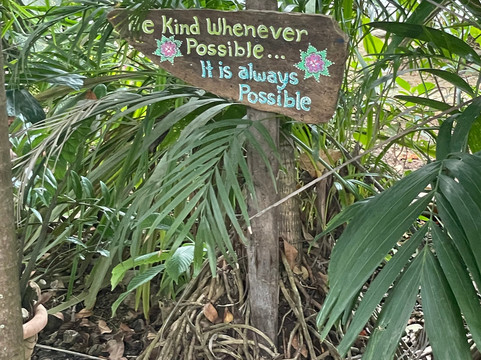 e Kind Whenever
Possible...
It is always
Possible